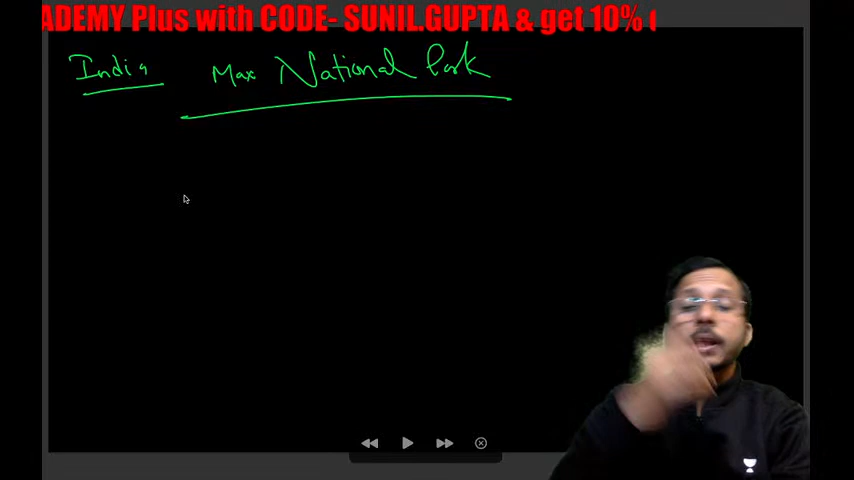 ADEMY Plus with CODE- SUNIL.GUPTA & get 10%
India Max National Park